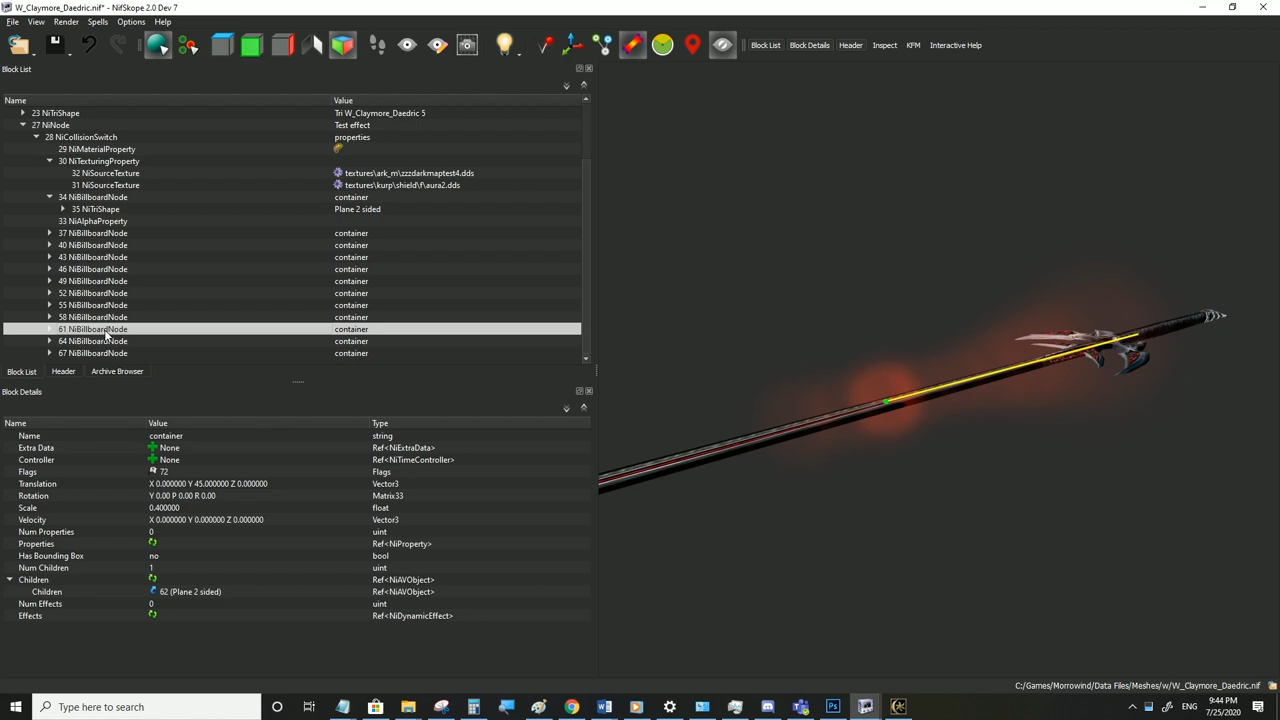 W_Claymore_Daedric.nif* - NifSkope 2.0 Dev 7
File View Render Spells Options Help
Block List Block Details Header Inspect KFM Interactive Help
Block List
Name Value
23 NiTriShape Tri W_Claymore_Daedric 5
27 NiNode Test effect
28 NiCollisionSwitch properties
29 NiMaterialProperty
30 NiTexturingProperty
32 NiSourceTexture textures\ark_m\zzzdarkmaptest4.dds
31 NiSourceTexture textures\kurp\shield\f\aura2.dds
34 NiBillboardNode container
35 NiTriShape Plane 2 sided
33 NiAlphaProperty
37 NiBillboardNode container
40 NiBillboardNode container
43 NiBillboardNode container
46 NiBillboardNode container
49 NiBillboardNode container
52 NiBillboardNode container
55 NiBillboardNode container
58 NiBillboardNode container
61 NiBillboardNode container
64 NiBillboardNode container
67 NiBillboardNode container
Block List Header Archive Browser
Block Details
Name Value Type
Name container string
Extra Data None Ref<NiExtraData>
Controller None Ref<NiTimeController>
Flags 72 Flags
Translation X 0.000000 Y 45.000000 Z 0.000000 Vector3
Rotation Y 0.00 P 0.00 R 0.00 Matrix33
Scale 0.400000 float
Velocity X 0.000000 Y 0.000000 Z 0.000000 Vector3
Num Properties 0 uint
Properties Ref<NiProperty>
Has Bounding Box no bool
Num Children 1 uint
Children Ref<NiAVObject>
Children 62 (Plane 2 sided) Ref<NiAVObject>
Num Effects 0 uint
Effects Ref<NiDynamicEffect>
C:/Games/Morrowind/Data Files/Meshes/w/W_Claymore_Daedric.nif
Type here to search
ENG
9:44 PM
7/25/2020